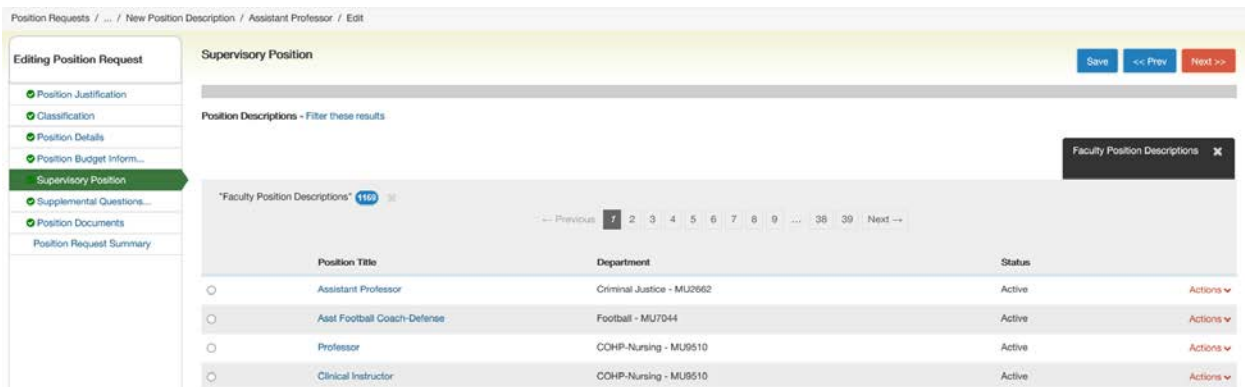 Position Requests / ... / New Position Description / Assistant Professor / Edit
Editing Position Request
Position Justification
Classification
Position Details
Position Budget Inform...
Supervisory Position
Supplemental Questions...
Position Documents
Position Request Summary
Supervisory Position
Save << Prev Next >>
Position Descriptions - Filter these results
Faculty Position Descriptions ✖
"Faculty Position Descriptions" 1169
← Previous 1 2 3 4 5 6 7 8 9 ... 38 39 Next →
Position Title Department Status
Assistant Professor Criminal Justice - MU2662 Active Actions
Asst Football Coach-Defense Football - MU7044 Active Actions
Professor COHP-Nursing - MU9510 Active Actions
Clinical Instructor COHP-Nursing - MU9510 Active Actions